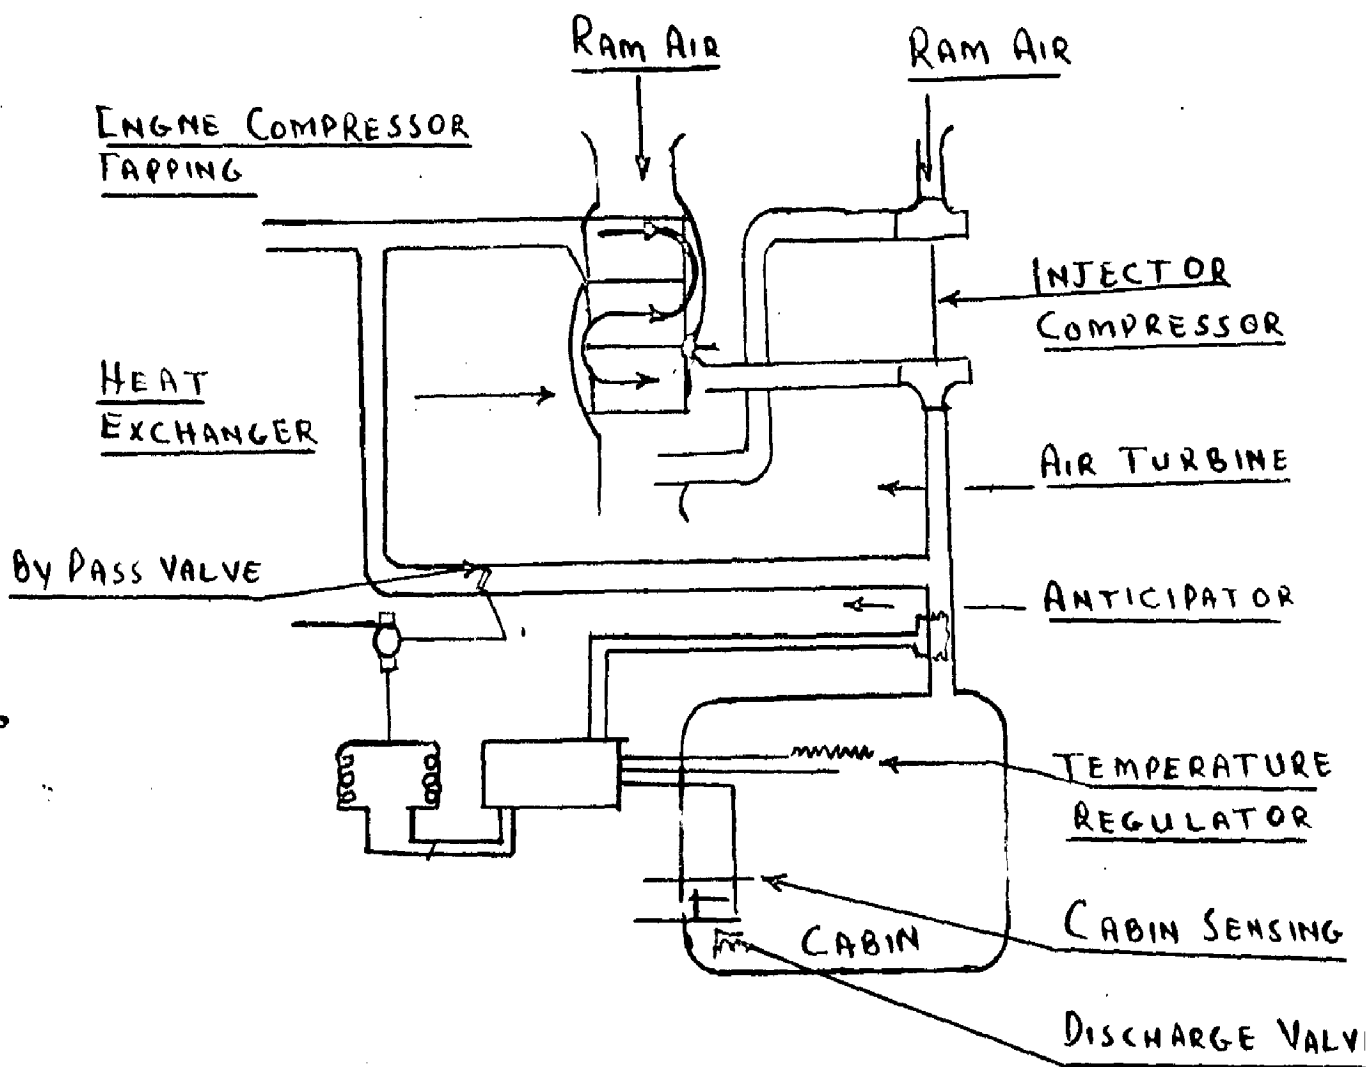 RAM AIR
RAM AIR
ENGNE COMPRESSOR
TAPPING
INJECTOR
COMPRESSOR
HEAT
EXCHANGER
AIR TURBINE
BY PASS VALVE
ANTICIPATOR
TEMPERATURE
REGULATOR
CABIN SENSING
CABIN
DISCHARGE VALV